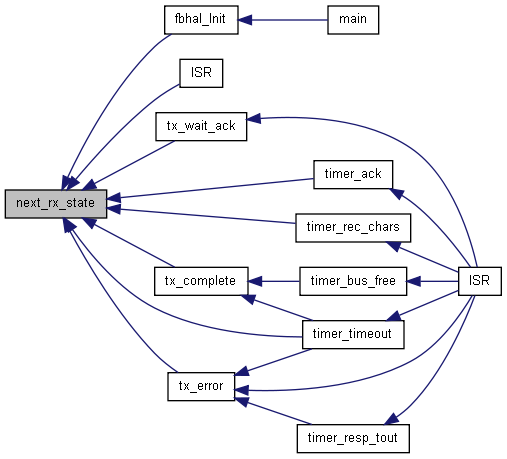 fbhal_Init
main
ISR
tx_wait_ack
timer_ack
next_rx_state
timer_rec_chars
tx_complete
timer_bus_free
ISR
timer_timeout
tx_error
timer_resp_tout